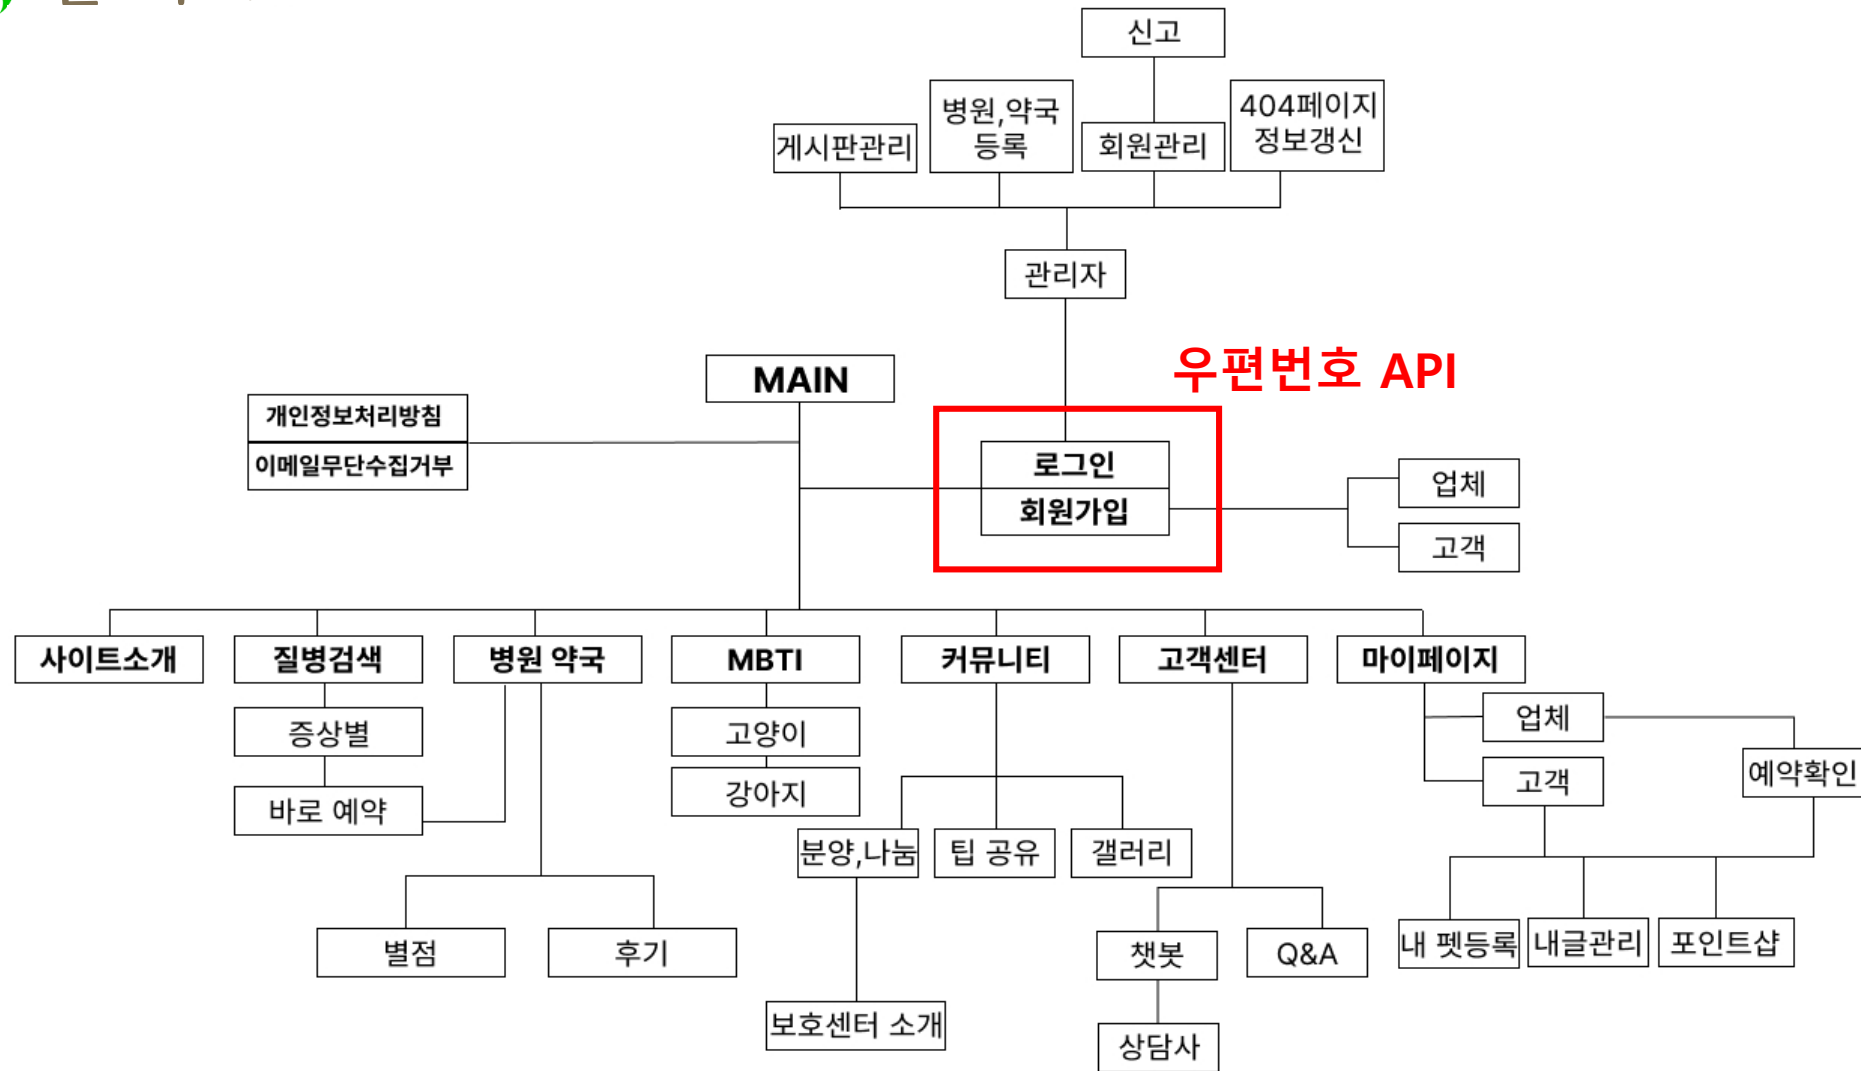 신고
병원,약국
등록
404페이지
정보갱신
게시판관리
회원관리
관리자
우편번호 API
MAIN
개인정보처리방침
이메일무단수집거부
로그인
회원가입
업체
고객
사이트소개
질병검색
병원 약국
MBTI
커뮤니티
고객센터
마이페이지
증상별
고양이
업체
바로 예약
강아지
고객
예약확인
분양,나눔
팁 공유
갤러리
별점
후기
챗봇
Q&A
내 펫등록
내글관리
포인트샵
보호센터 소개
상담사